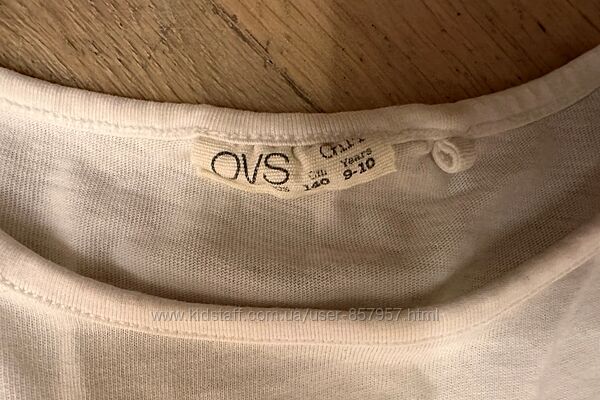 OVS
cm Years
140 9-10
www.kidstaff.com.ua/user-857957.html